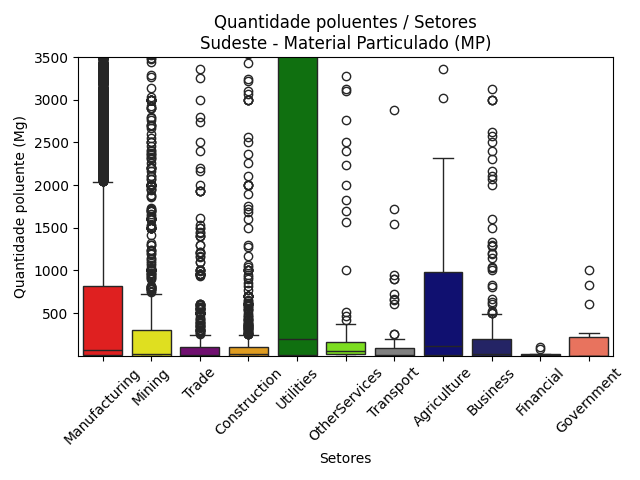 Quantidade poluentes / Setores
Sudeste - Material Particulado (MP)
Quantidade poluente (Mg)
3500
3000
2500
2000
1500
1000
500
Manufacturing
Mining
Trade
Construction
Utilities
OtherServices
Transport
Agriculture
Business
Financial
Government
Setores